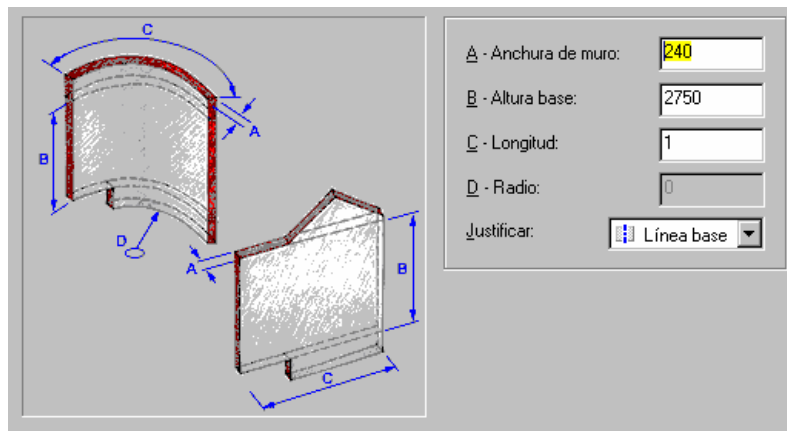 C
A
B
D
A
B
C
A - Anchura de muro: 240
B - Altura base: 2750
C - Longitud: 1
D - Radio: 0
Justificar: Línea base